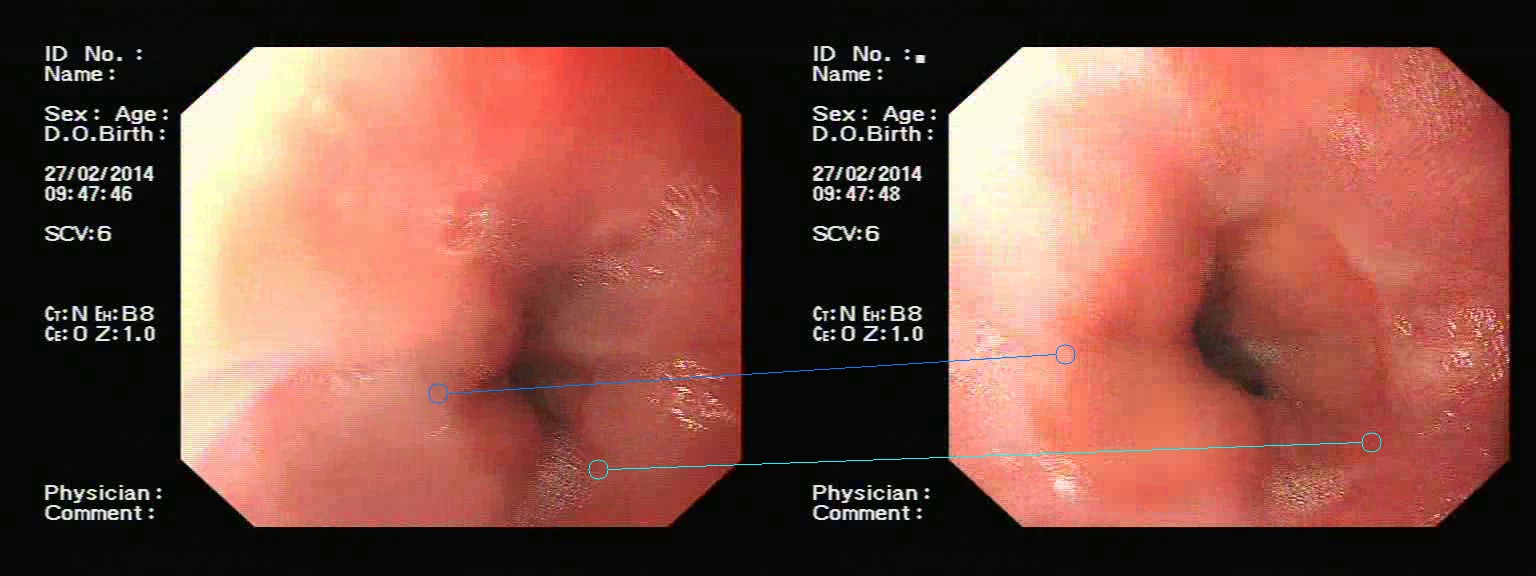 ID No. :
Name:
Sex: Age:
D.O.Birth:
27/02/2014
09:47:46
SCV:6
CT:N EH:B8
CE:0 Z:1.0
Physician:
Comment:
ID No. :
Name:
Sex: Age:
D.O.Birth:
27/02/2014
09:47:48
SCV:6
CT:N EH:B8
CE:0 Z:1.0
Physician:
Comment: